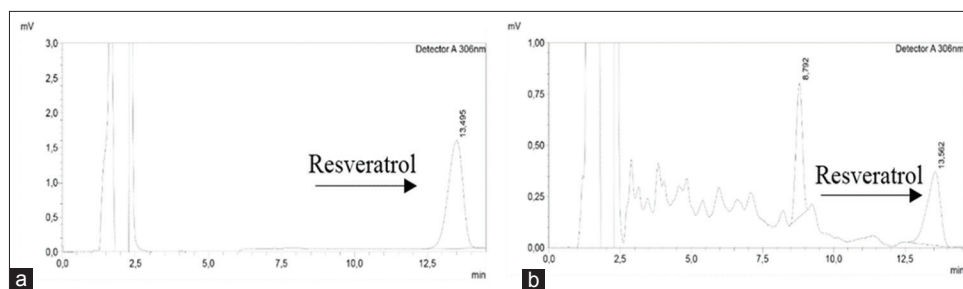 mV
3,0
Detector A 306nm
2,5
2,0
13,495
1,5
Resveratrol
1,0
0,5
0,0
0,0 2,5 5,0 7,5 10,0 12,5
min
a
mV
1,00
Detector A 306nm
8,792
0,75
0,50
13,562
Resveratrol
0,25
0,00
0,0 2,5 5,0 7,5 10,0 12,5
min
b